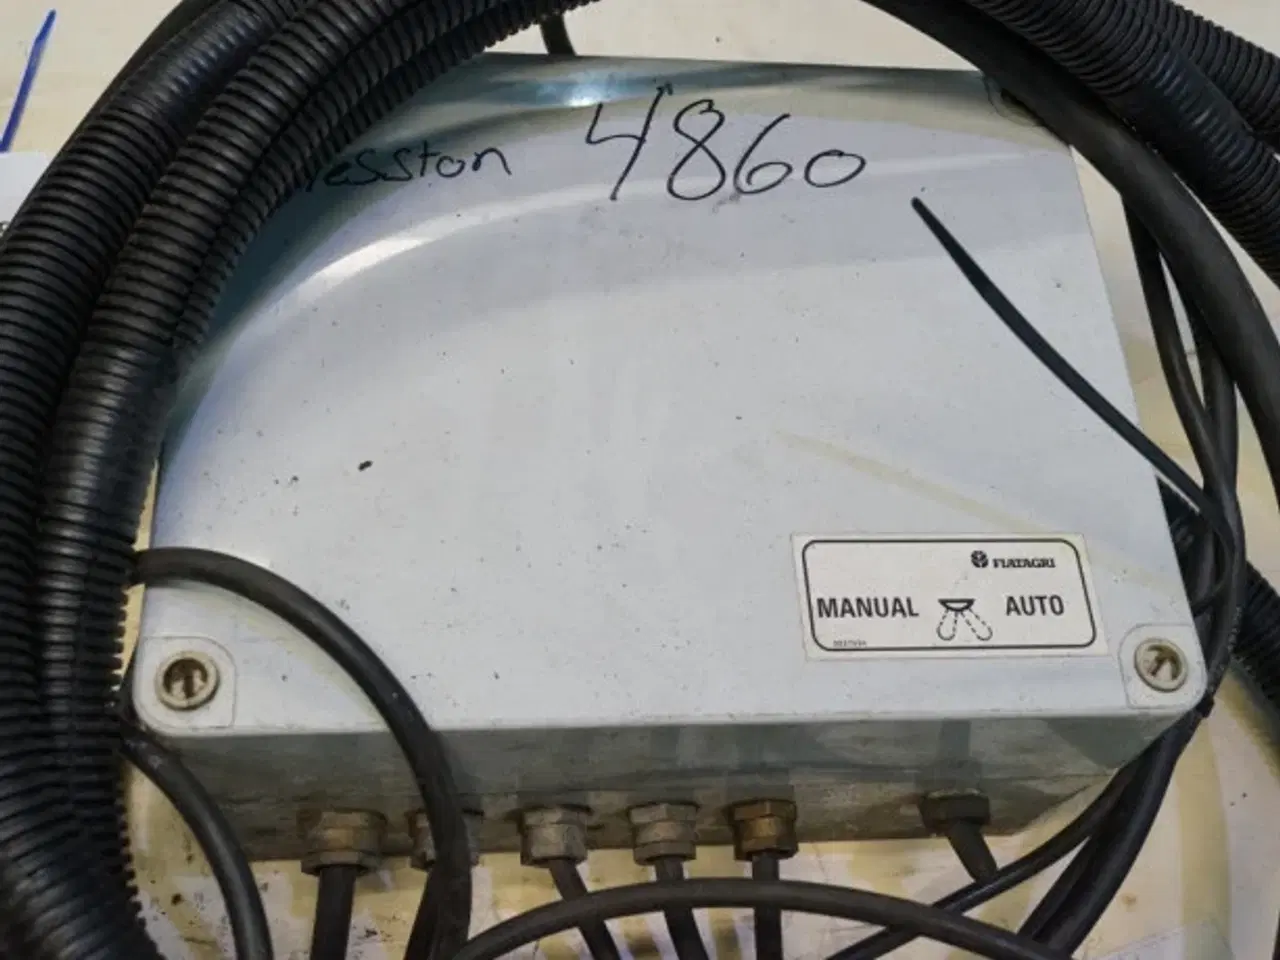 esston 4860
FIATAGRI
MANUAL AUTO